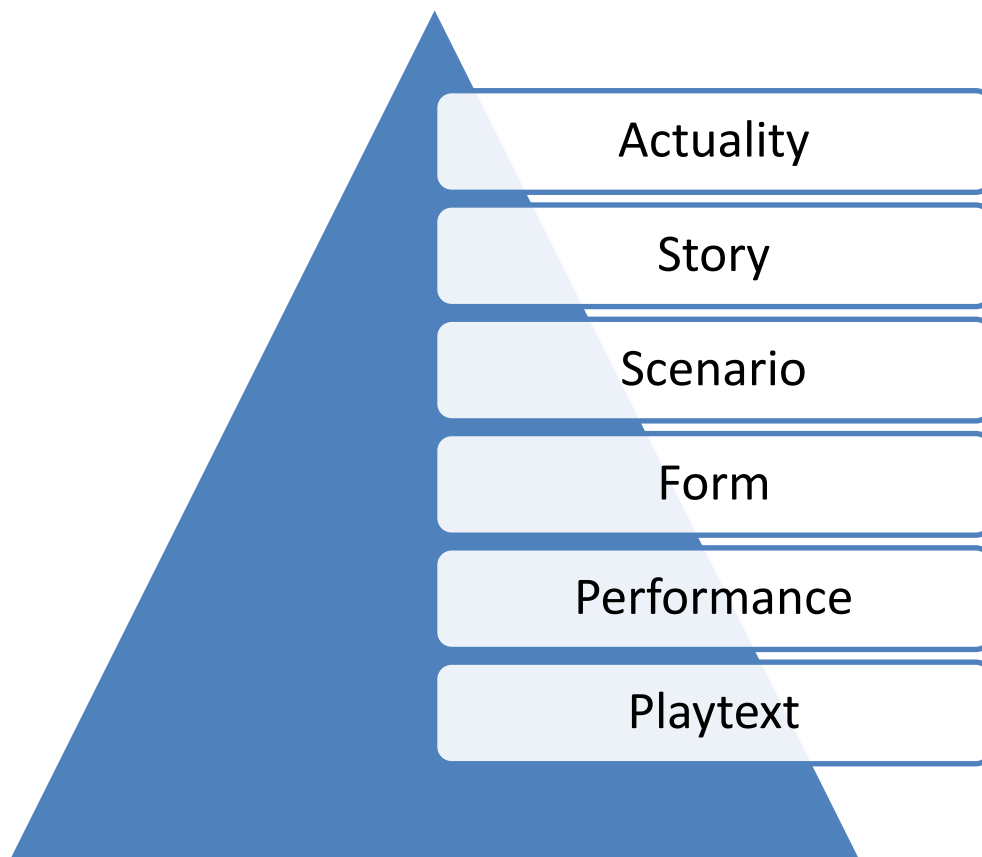 Actuality
Story
Scenario
Form
Performance
Playtext